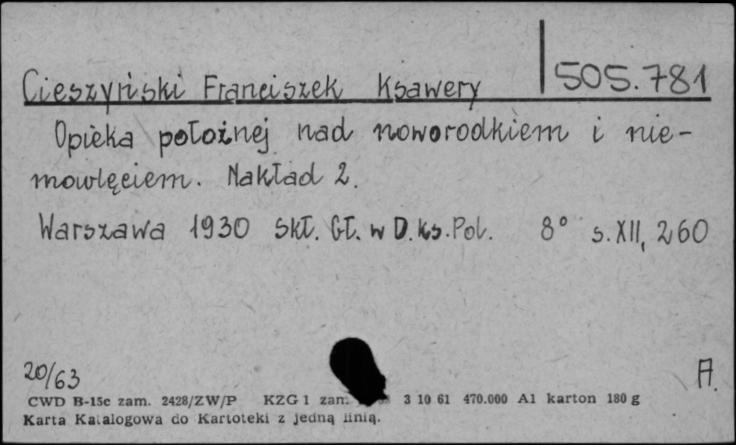 Cieszyński Franciszek Ksawery 505.781
Opieka położnej nad noworodkiem i nie-
mowlęciem. Nakład 2.
Warszawa 1930 Skł. Gł. w D. Ks. Pol. 8° s. XII, 260
20/63 A.
CWD B-15c zam. 2428/ZW/P KZG 1 zam. 3 10 61 470.000 A1 karton 180 g
Karta Katalogowa do Kartoteki z jedną linią.